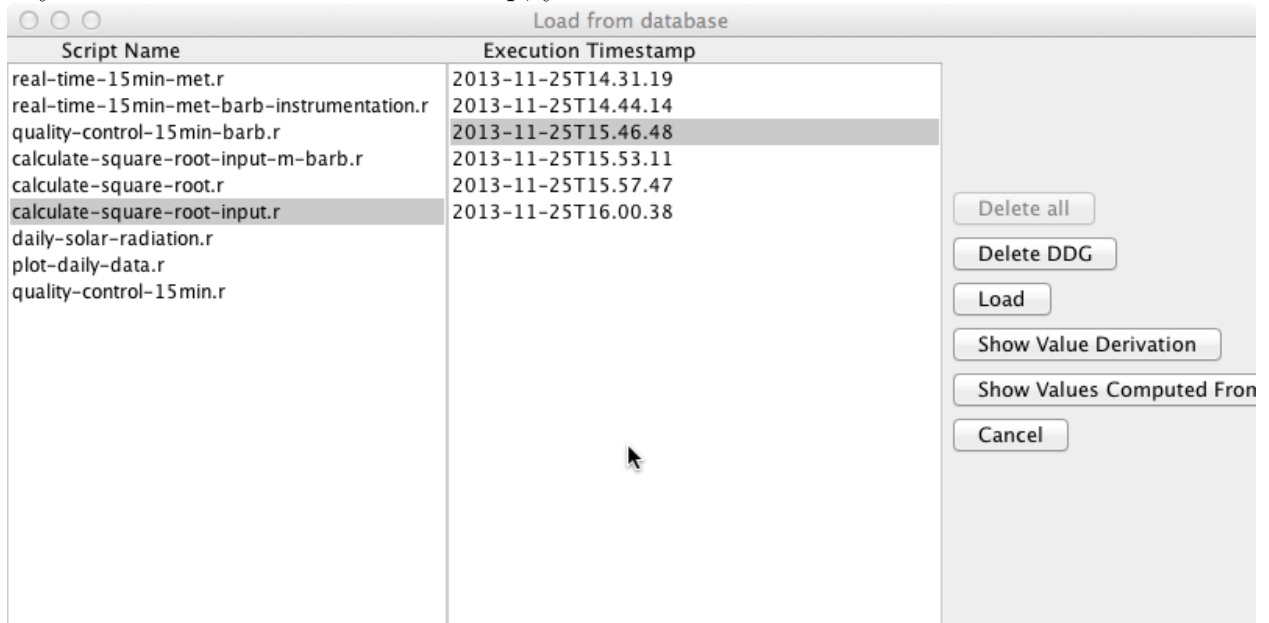 Load from database
Script Name Execution Timestamp
real-time-15min-met.r 2013-11-25T14.31.19
real-time-15min-met-barb-instrumentation.r 2013-11-25T14.44.14
quality-control-15min-barb.r 2013-11-25T15.46.48
calculate-square-root-input-m-barb.r 2013-11-25T15.53.11
calculate-square-root.r 2013-11-25T15.57.47
calculate-square-root-input.r 2013-11-25T16.00.38
daily-solar-radiation.r
plot-daily-data.r
quality-control-15min.r
Delete all
Delete DDG
Load
Show Value Derivation
Show Values Computed From
Cancel